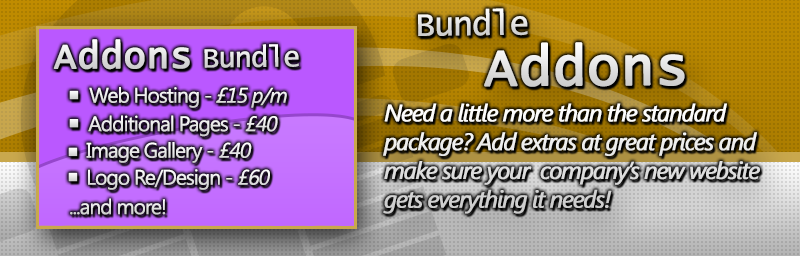 Addons Bundle
Web Hosting - £15 p/m
Additional Pages - £40
Image Gallery - £40
Logo Re/Design - £60
...and more!
Bundle
Addons
Need a little more than the standard
package? Add extras at great prices and
make sure your company's new website
gets everything it needs!